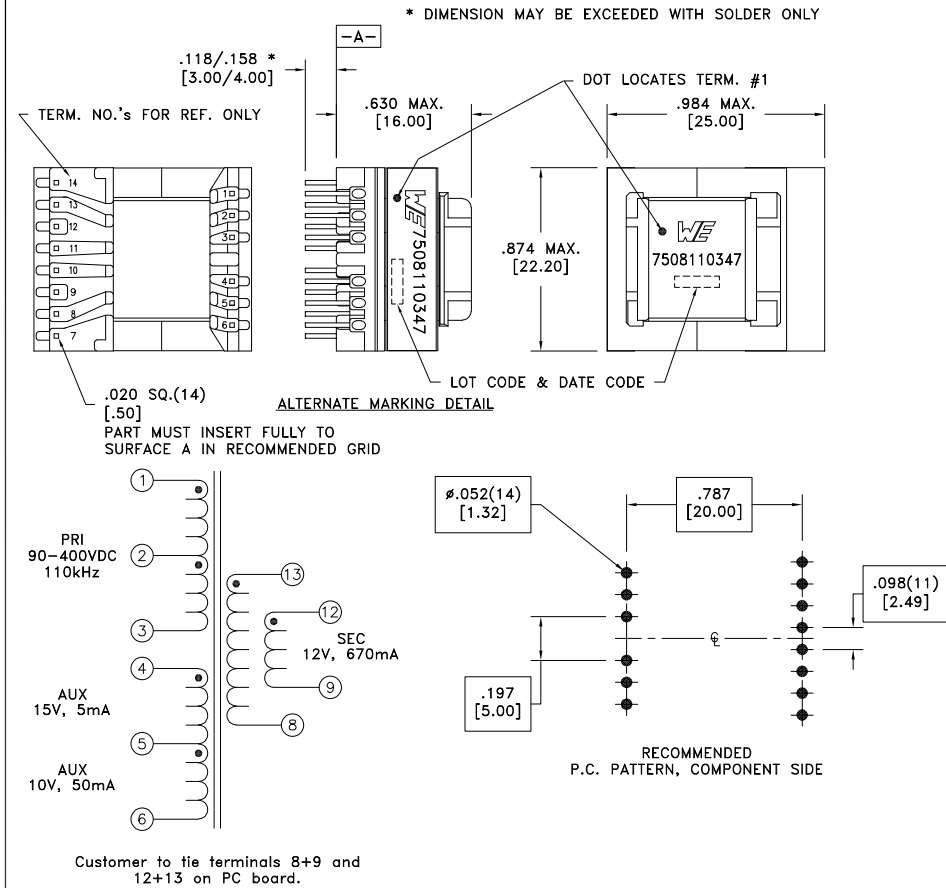 * DIMENSION MAY BE EXCEEDED WITH SOLDER ONLY
-A-
.118/.158 *
[3.00/4.00]
DOT LOCATES TERM. #1
.630 MAX.
[16.00]
.984 MAX.
[25.00]
TERM. NO.'s FOR REF. ONLY
14
13
12
11
10
9
8
7
1
2
3
4
5
6
WE 7508110347
.874 MAX.
[22.20]
WE
7508110347
LOT CODE & DATE CODE
.020 SQ.(14)
[.50]
ALTERNATE MARKING DETAIL
PART MUST INSERT FULLY TO
SURFACE A IN RECOMMENDED GRID
1
PRI
90-400VDC
110kHz
2
3
4
AUX
15V, 5mA
5
AUX
10V, 50mA
6
13
12
SEC
12V, 670mA
9
8
Customer to tie terminals 8+9 and
12+13 on PC board.
ø.052(14)
[1.32]
.787
[20.00]
.098(11)
[2.49]
℄
.197
[5.00]
RECOMMENDED
P.C. PATTERN, COMPONENT SIDE